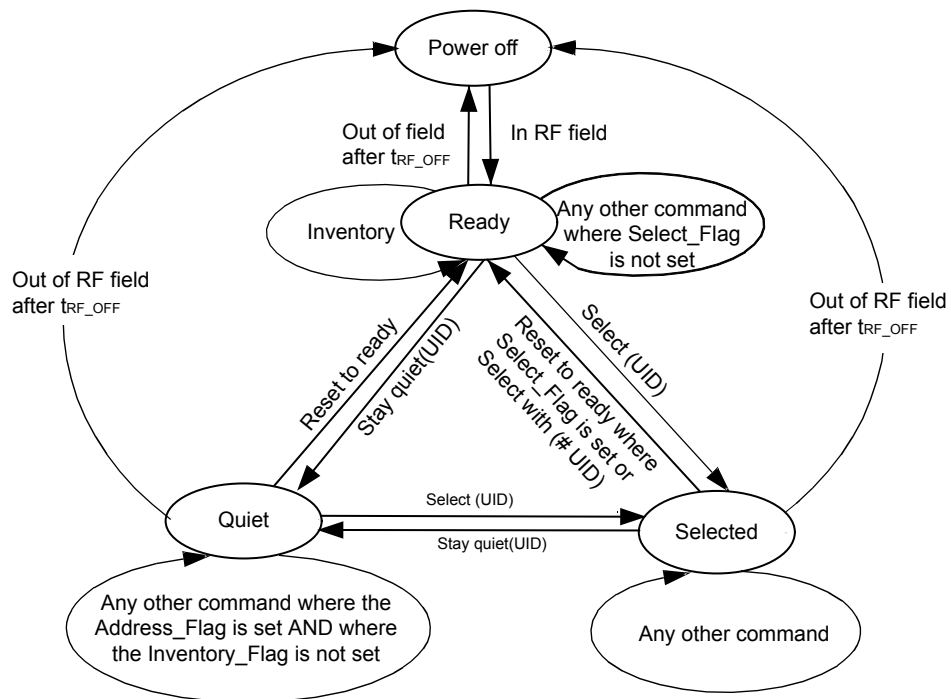 Power off
Out of field
after tRF_OFF
In RF field
Inventory
Ready
Any other command
where Select_Flag
is not set
Out of RF field
after tRF_OFF
Out of RF field
after tRF_OFF
Reset to ready
Stay quiet(UID)
Reset to ready where
Select_Flag is set or
Select with (# UID)
Select (UID)
Quiet
Select (UID)
Stay quiet(UID)
Selected
Any other command where the
Address_Flag is set AND where
the Inventory_Flag is not set
Any other command